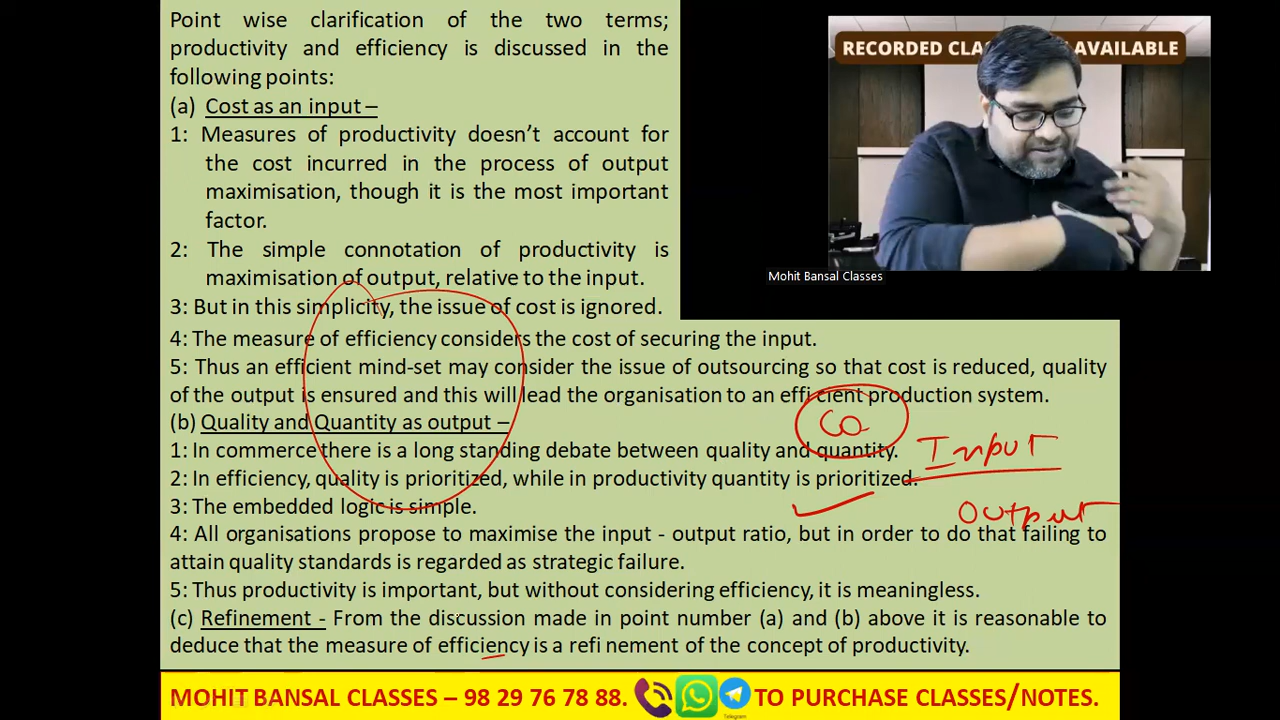 Point wise clarification of the two terms;
productivity and efficiency is discussed in the
following points:
(a) Cost as an input –
1: Measures of productivity doesn't account for
the cost incurred in the process of output
maximisation, though it is the most important
factor.
2: The simple connotation of productivity is
maximisation of output, relative to the input.
3: But in this simplicity, the issue of cost is ignored.
4: The measure of efficiency considers the cost of securing the input.
5: Thus an efficient mind-set may consider the issue of outsourcing so that cost is reduced, quality
of the output is ensured and this will lead the organisation to an effi cient production system.
(b) Quality and Quantity as output –
1: In commerce there is a long standing debate between quality and quantity.
2: In efficiency, quality is prioritized, while in productivity quantity is prioritized.
3: The embedded logic is simple.
4: All organisations propose to maximise the input - output ratio, but in order to do that failing to
attain quality standards is regarded as strategic failure.
5: Thus productivity is important, but without considering efficiency, it is meaningless.
(c) Refinement - From the discussion made in point number (a) and (b) above it is reasonable to
deduce that the measure of efficiency is a refi nement of the concept of productivity.
Input
Output
RECORDED AVAILABLE
Mohit Bansal Classes
MOHIT BANSAL CLASSES – 98 29 76 78 88. TO PURCHASE CLASSES/NOTES.
Telegram